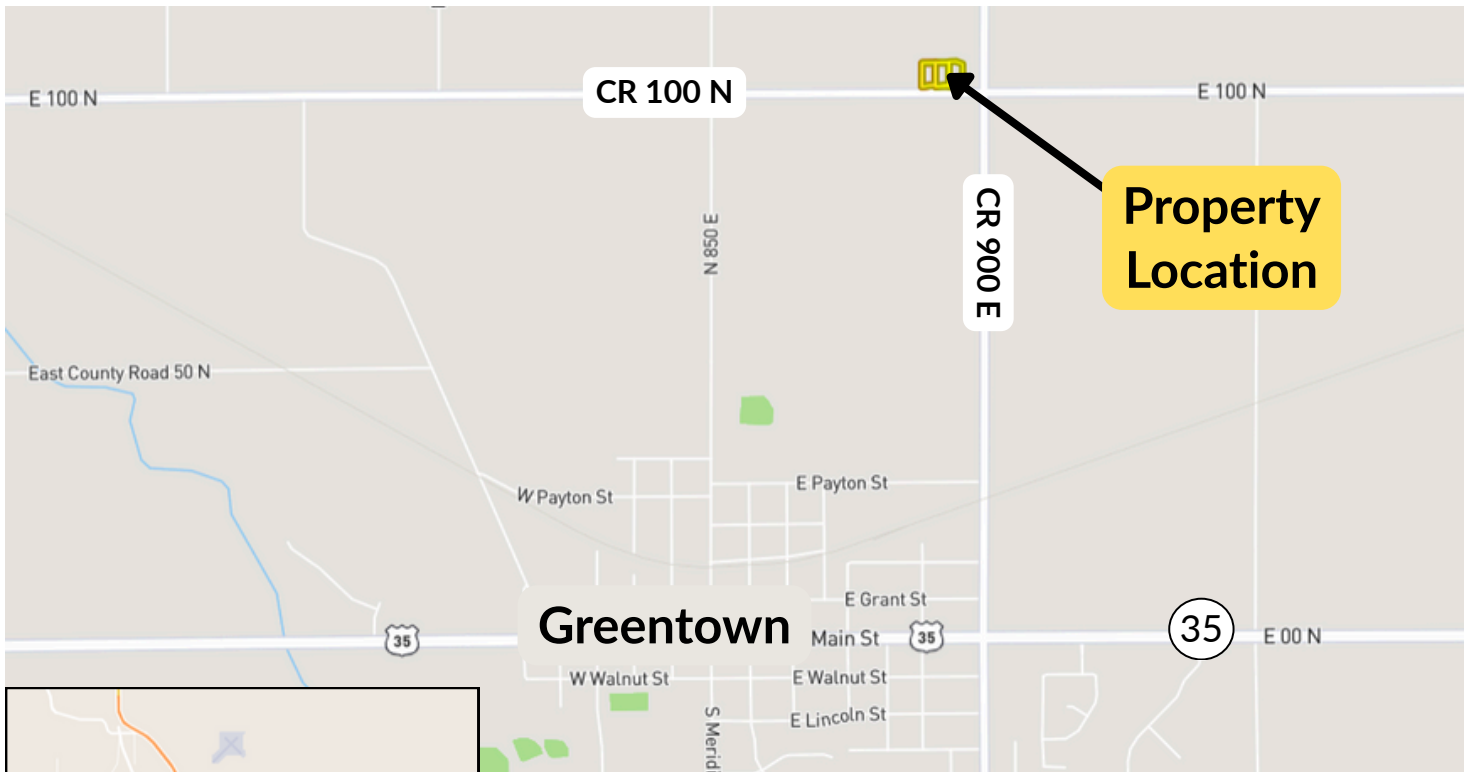 E 100 N
CR 100 N
E 100 N
Property
Location
N 850 E
CR 900 E
East County Road 50 N
W Payton St
E Payton St
E Grant St
Greentown
Main St
35
35
35
E 00 N
W Walnut St
E Walnut St
E Lincoln St
S Meridi